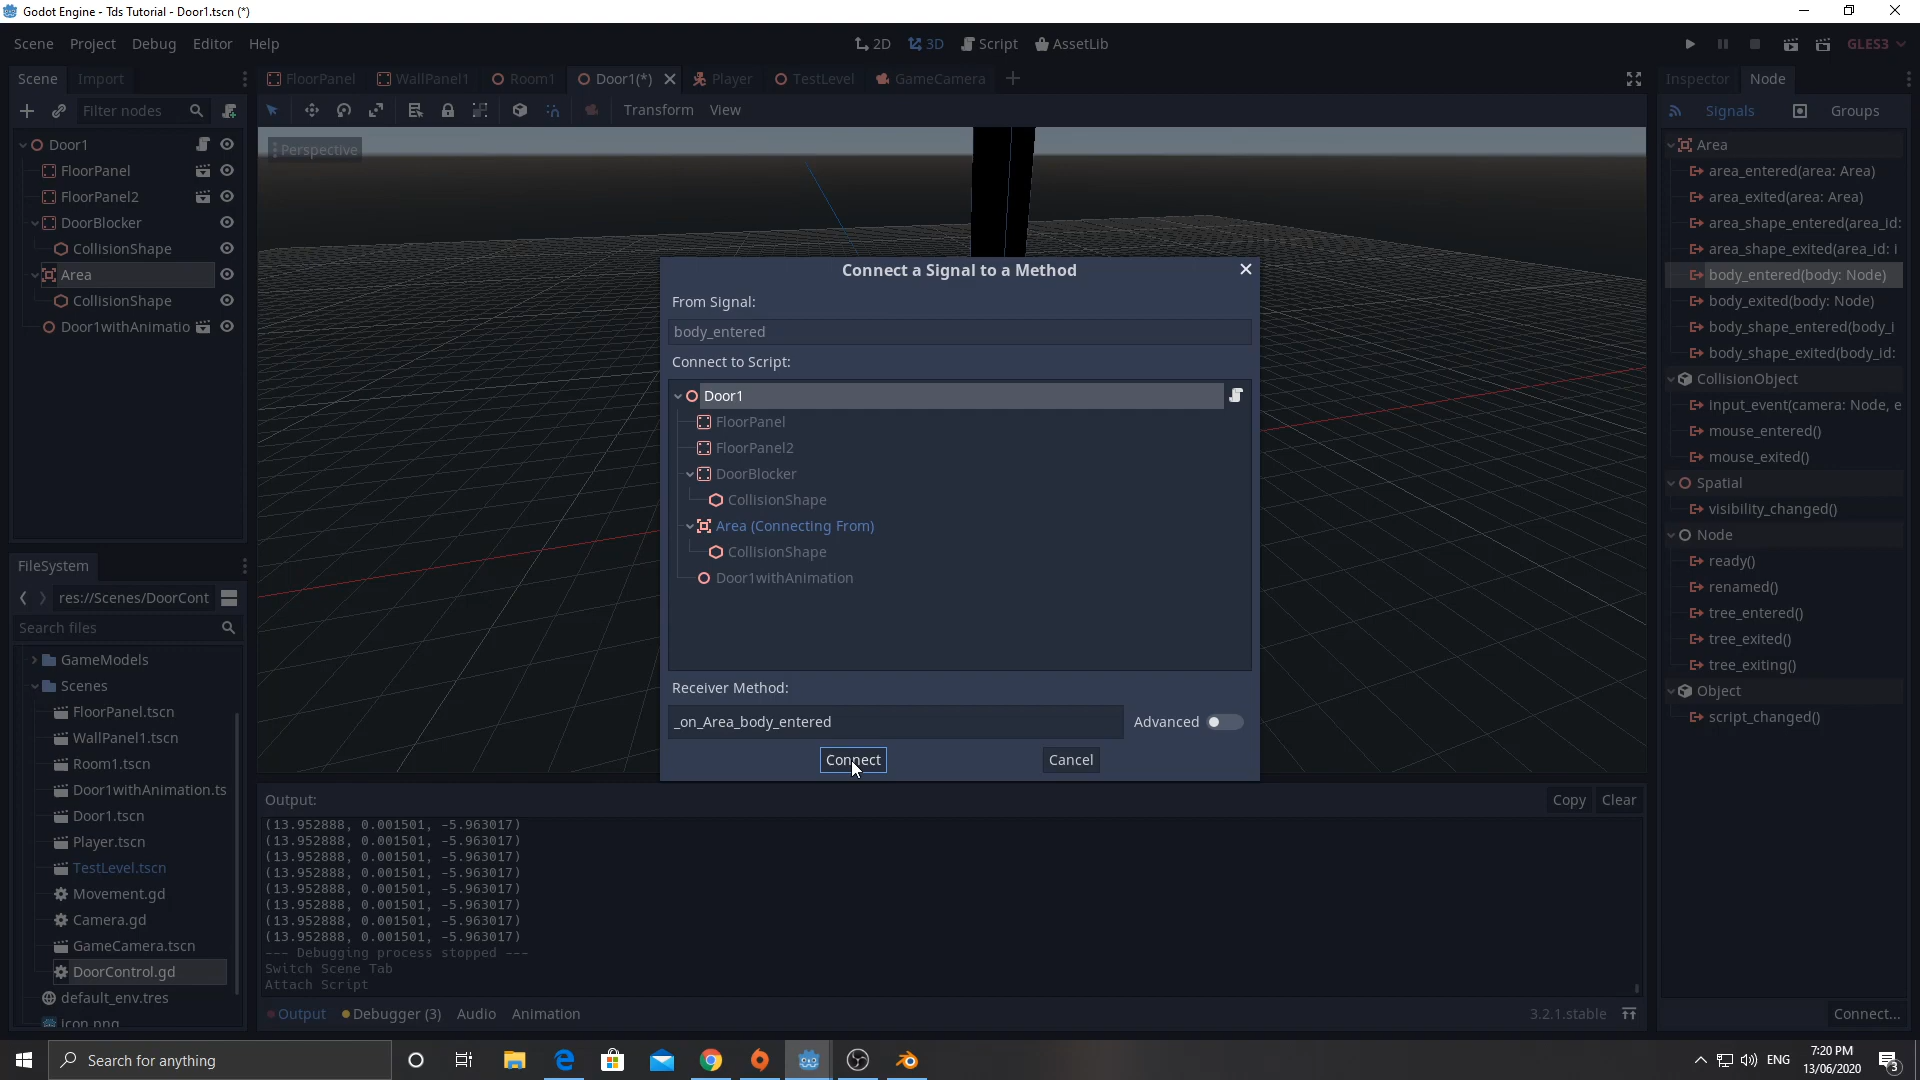 Godot Engine - Tds Tutorial - Door1.tscn (*)
Scene Project Debug Editor Help
2D 3D Script AssetLib
GLES3
Scene Import
FloorPanel WallPanel1 Room1 Door1(*) Player TestLevel GameCamera
Inspector Node
Filter nodes
Transform View
Signals Groups
Perspective
Door1
FloorPanel
FloorPanel2
DoorBlocker
CollisionShape
Area
CollisionShape
Door1withAnimatio
FileSystem
res://Scenes/DoorCont
Search files
GameModels
Scenes
FloorPanel.tscn
WallPanel1.tscn
Room1.tscn
Door1withAnimation.ts
Door1.tscn
Player.tscn
TestLevel.tscn
Movement.gd
Camera.gd
GameCamera.tscn
DoorControl.gd
default_env.tres
icon.png
Connect a Signal to a Method
From Signal:
body_entered
Connect to Script:
Door1
FloorPanel
FloorPanel2
DoorBlocker
CollisionShape
Area (Connecting From)
CollisionShape
Door1withAnimation
Receiver Method:
_on_Area_body_entered
Advanced
Connect Cancel
Output:
Copy Clear
(13.952888, 0.001501, -5.963017)
(13.952888, 0.001501, -5.963017)
(13.952888, 0.001501, -5.963017)
(13.952888, 0.001501, -5.963017)
(13.952888, 0.001501, -5.963017)
(13.952888, 0.001501, -5.963017)
(13.952888, 0.001501, -5.963017)
(13.952888, 0.001501, -5.963017)
--- Debugging process stopped ---
Switch Scene Tab
Attach Script
Output Debugger (3) Audio Animation
3.2.1.stable
Area
area_entered(area: Area)
area_exited(area: Area)
area_shape_entered(area_id:
area_shape_exited(area_id: i
body_entered(body: Node)
body_exited(body: Node)
body_shape_entered(body_i
body_shape_exited(body_id:
CollisionObject
input_event(camera: Node, e
mouse_entered()
mouse_exited()
Spatial
visibility_changed()
Node
ready()
renamed()
tree_entered()
tree_exited()
tree_exiting()
Object
script_changed()
Connect...
Search for anything
ENG
7:20 PM
13/06/2020
3